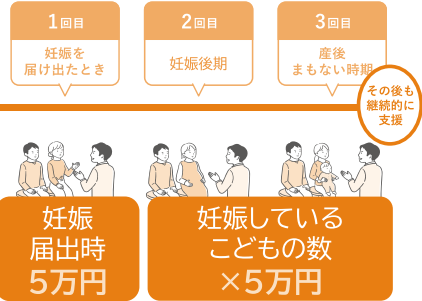 1回目
妊娠を
届け出たとき
2回目
妊娠後期
3回目
産後
まもない時期
その後も
継続的に
支援
妊娠
届出時
5万円
妊娠している
こどもの数
×5万円